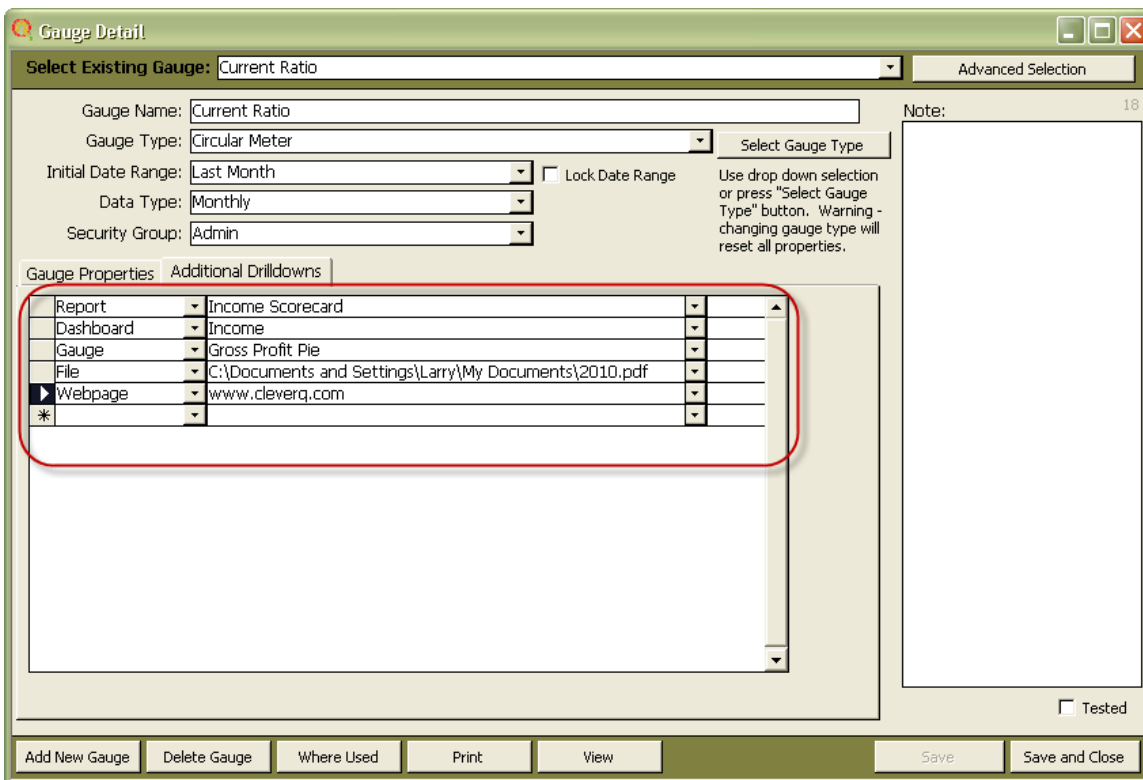 Gauge Detail
Select Existing Gauge: Current Ratio Advanced Selection
Gauge Name: Current Ratio
Gauge Type: Circular Meter Select Gauge Type
Initial Date Range: Last Month Lock Date Range
Data Type: Monthly
Security Group: Admin
Use drop down selection
or press "Select Gauge
Type" button. Warning -
changing gauge type will
reset all properties.
Note: 18
Gauge Properties Additional Drilldowns
Report Income Scorecard
Dashboard Income
Gauge Gross Profit Pie
File C:\Documents and Settings\Larry\My Documents\2010.pdf
Webpage www.cleverq.com
Tested
Add New Gauge Delete Gauge Where Used Print View Save Save and Close